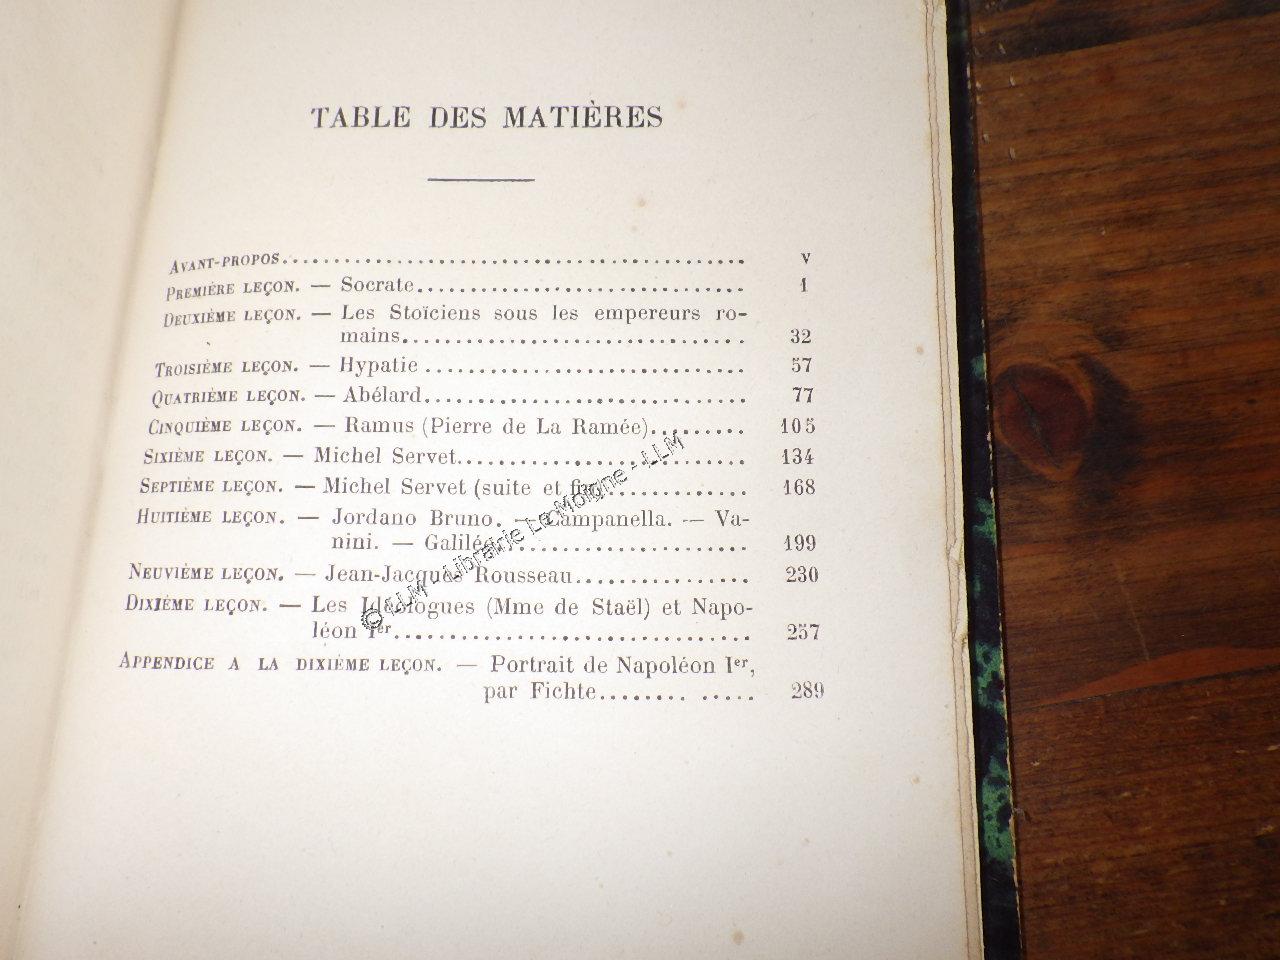 TABLE DES MATIÈRES
AVANT-PROPOS.............................................. V
PREMIÈRE LEÇON. — Socrate................................. 1
DEUXIÈME LEÇON. — Les Stoïciens sous les empereurs ro-
mains................................. 32
TROISIÈME LEÇON. — Hypatie .............................. 57
QUATRIÈME LEÇON. — Abélard.............................. 77
CINQUIÈME LEÇON. — Ramus (Pierre de La Ramée)......... 105
SIXIÈME LEÇON. — Michel Servet........................... 134
SEPTIÈME LEÇON. — Michel Servet (suite et fin)............. 168
HUITIÈME LEÇON. — Jordano Bruno. — Campanella. — Va-
nini. — Galilée......................... 199
NEUVIÈME LEÇON. — Jean-Jacques Rousseau................ 230
DIXIÈME LEÇON. — Les Idéologues (Mme de Staël) et Napo-
léon Ier................................. 257
APPENDICE A LA DIXIÈME LEÇON. — Portrait de Napoléon Ier,
par Fichte........ ..... 289
© LLM - Librairie Le Moigne - LLM